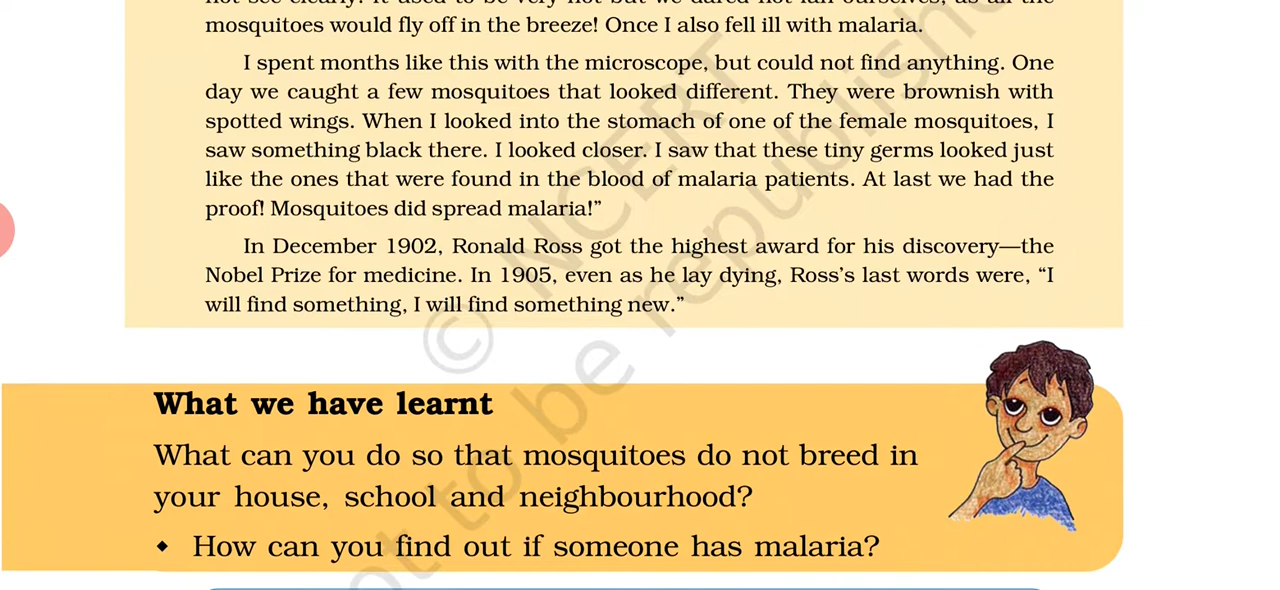 mosquitoes would fly off in the breeze! Once I also fell ill with malaria.
I spent months like this with the microscope, but could not find anything. One
day we caught a few mosquitoes that looked different. They were brownish with
spotted wings. When I looked into the stomach of one of the female mosquitoes, I
saw something black there. I looked closer. I saw that these tiny germs looked just
like the ones that were found in the blood of malaria patients. At last we had the
proof! Mosquitoes did spread malaria!”
In December 1902, Ronald Ross got the highest award for his discovery—the
Nobel Prize for medicine. In 1905, even as he lay dying, Ross’s last words were, “I
will find something, I will find something new.”
What we have learnt
What can you do so that mosquitoes do not breed in
your house, school and neighbourhood?
◆ How can you find out if someone has malaria?
© NCERT
not to be republished